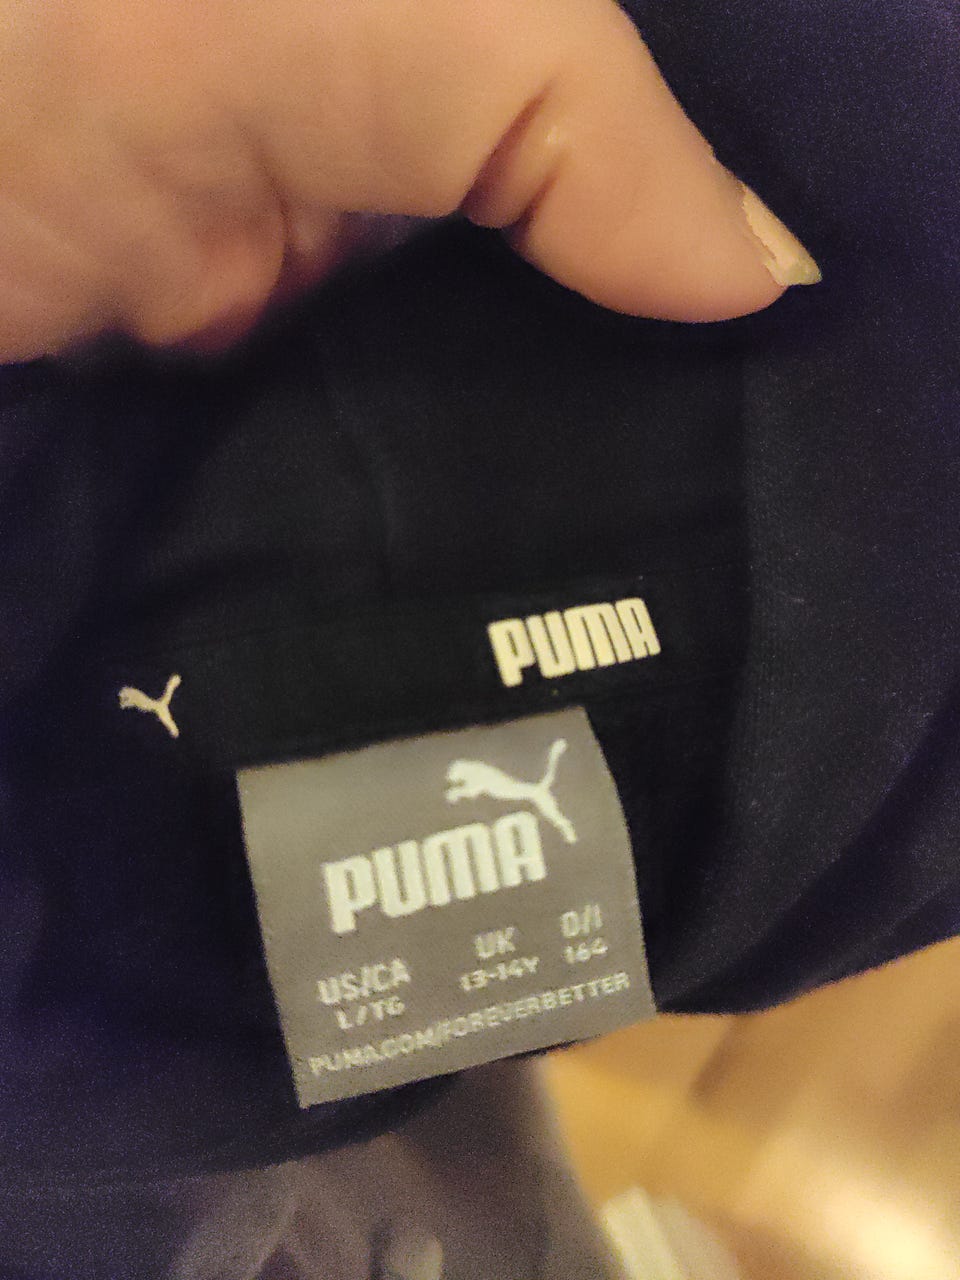 PUMA
PUMA
US/CA UK D/I
L/TG 13-14Y 164
PUMA.COM/FOREVERBETTER